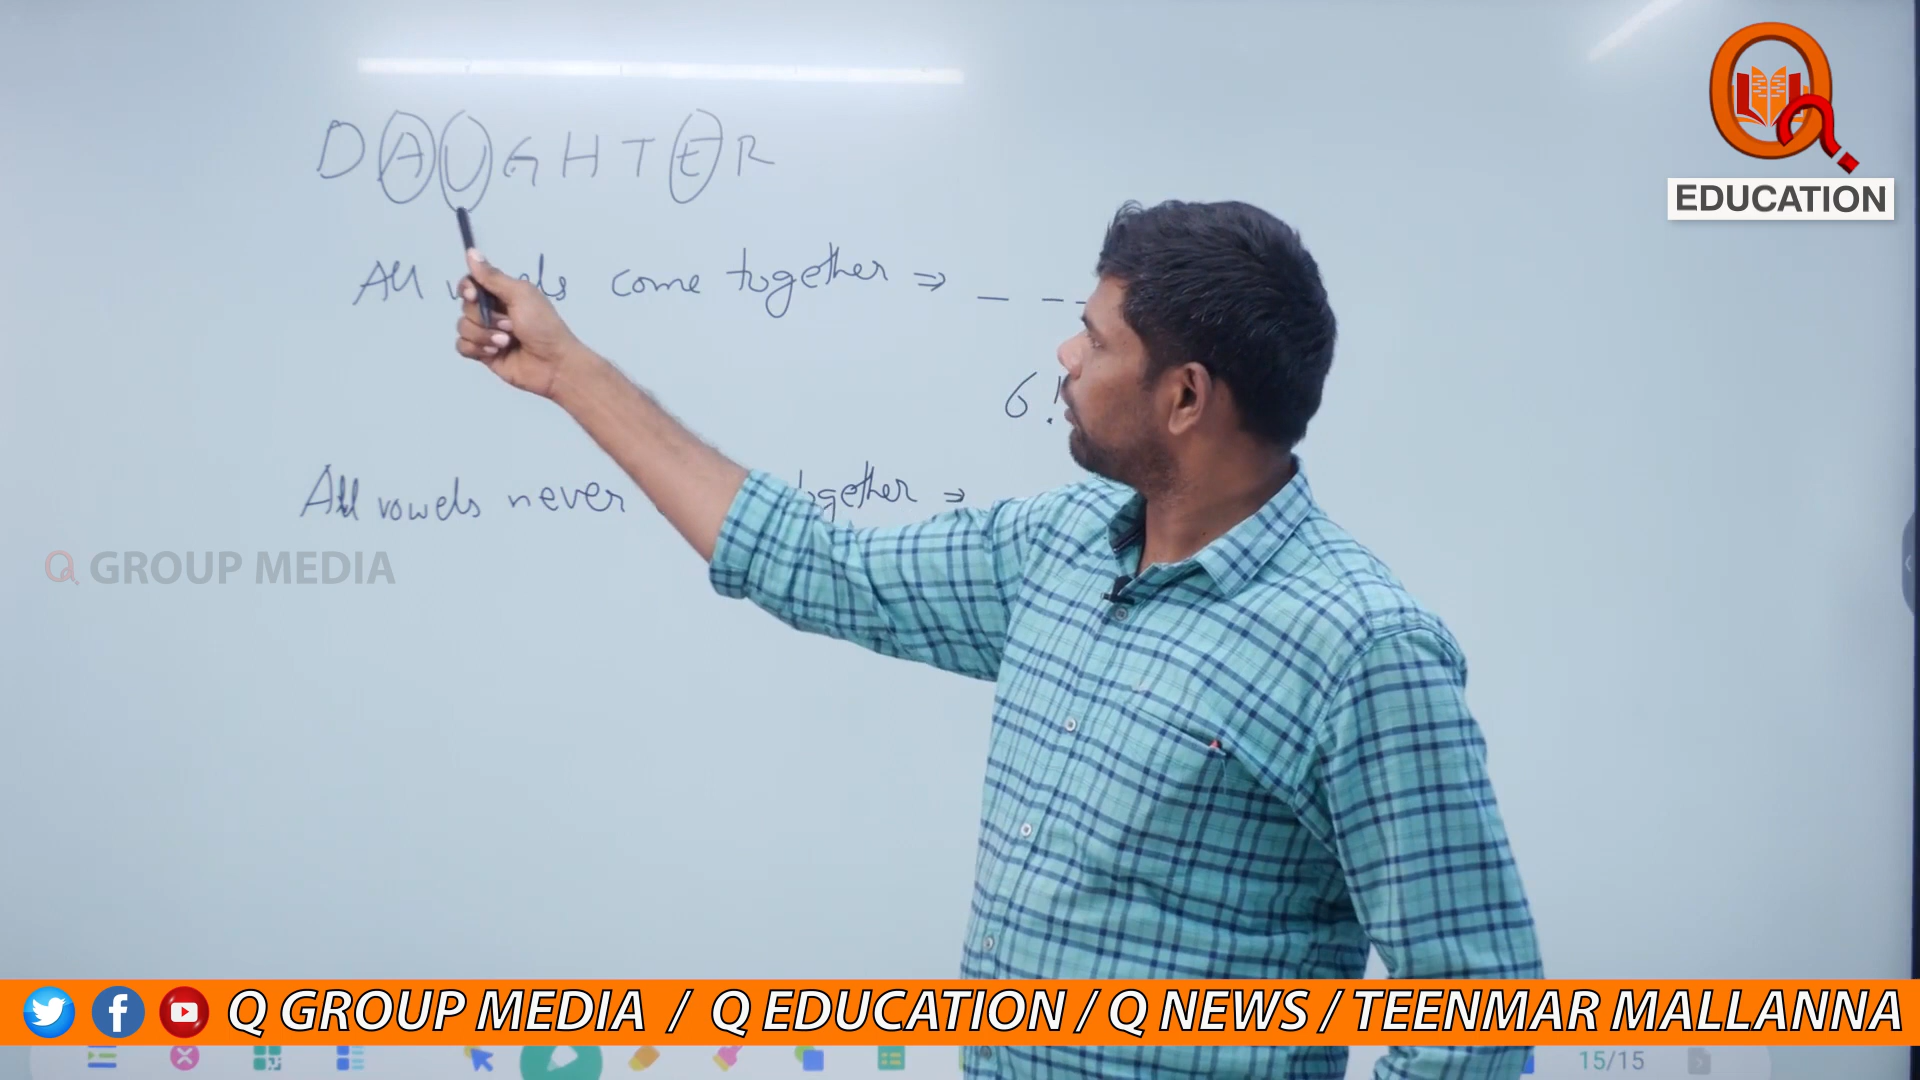 DAUGHTER
EDUCATION
All come together ⇒ _ _ -
6!
All vowels never together ⇒
Q GROUP MEDIA
Q GROUP MEDIA / Q EDUCATION / Q NEWS / TEENMAR MALLANNA
15/15